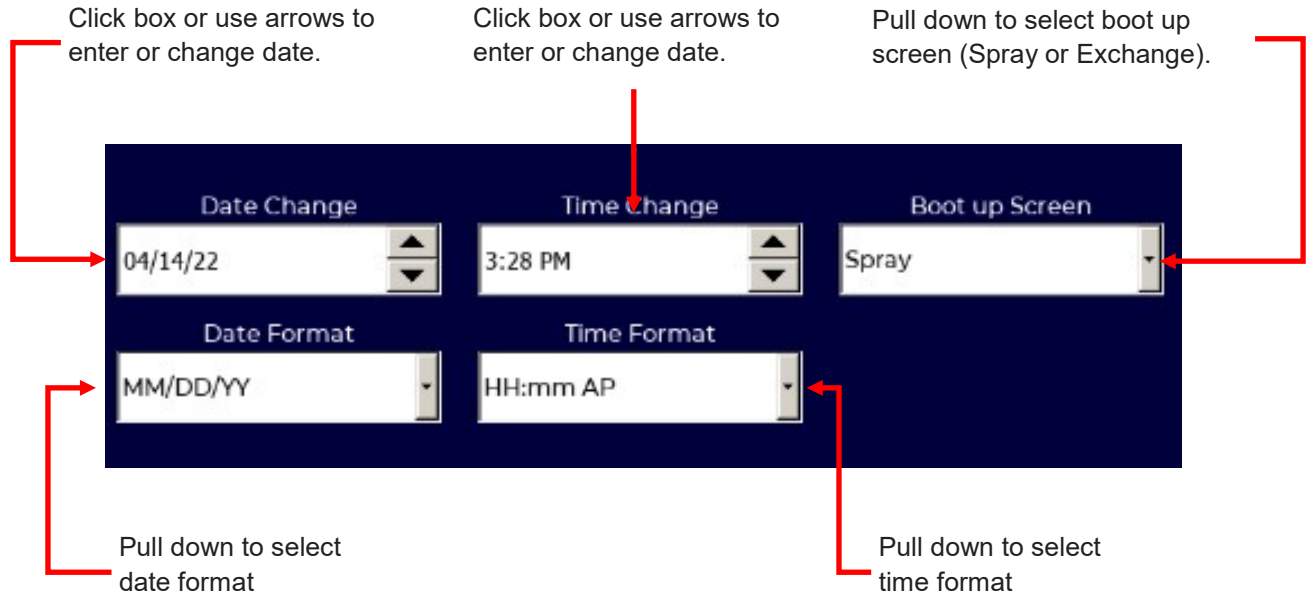 Click box or use arrows to
enter or change date.
Click box or use arrows to
enter or change date.
Pull down to select boot up
screen (Spray or Exchange).
Date Change
Time Change
Boot up Screen
04/14/22
3:28 PM
Spray
Date Format
Time Format
MM/DD/YY
HH:mm AP
Pull down to select
date format
Pull down to select
time format